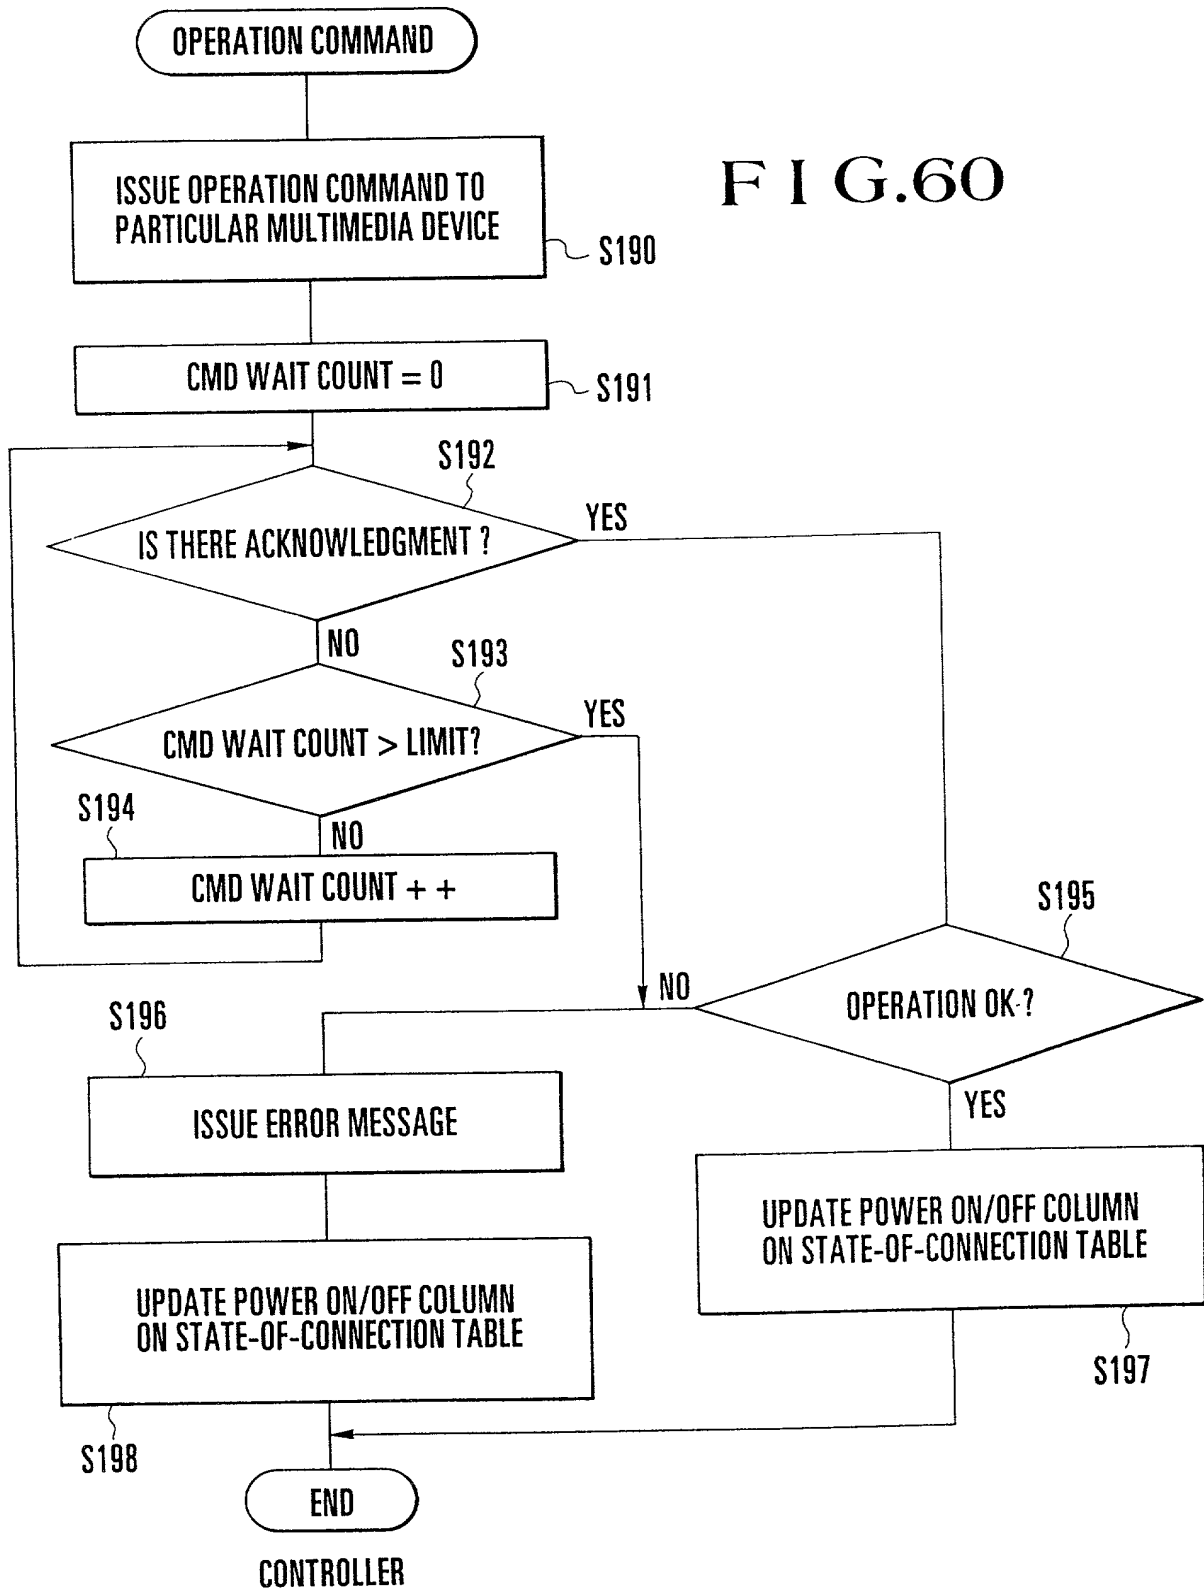 OPERATION COMMAND
FIG.60
ISSUE OPERATION COMMAND TO
PARTICULAR MULTIMEDIA DEVICE
S190
CMD WAIT COUNT = 0
S191
S192
IS THERE ACKNOWLEDGMENT ?
YES
NO
S193
CMD WAIT COUNT > LIMIT?
YES
NO
S194
CMD WAIT COUNT + +
S195
OPERATION OK ?
NO
YES
S196
ISSUE ERROR MESSAGE
UPDATE POWER ON/OFF COLUMN
ON STATE-OF-CONNECTION TABLE
S197
UPDATE POWER ON/OFF COLUMN
ON STATE-OF-CONNECTION TABLE
S198
END
CONTROLLER